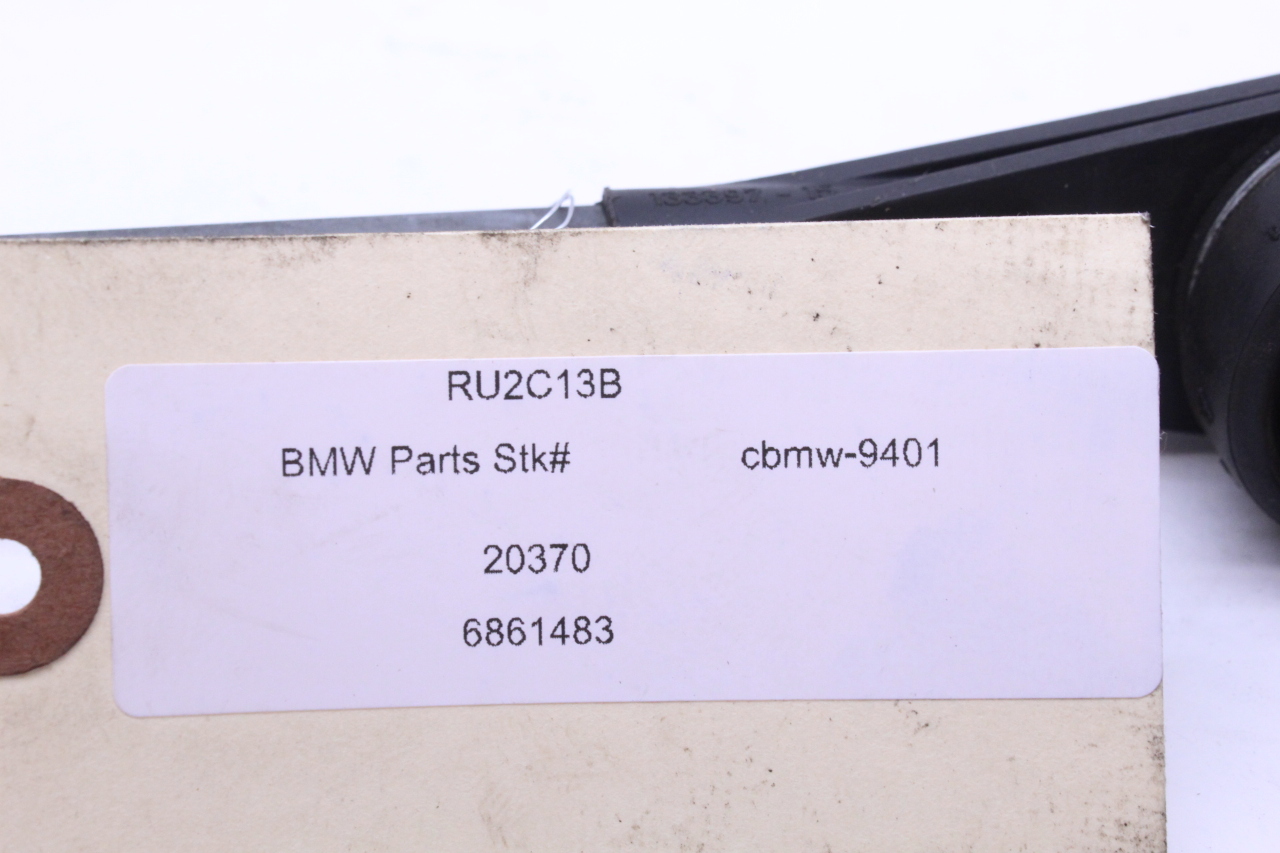 RU2C13B
BMW Parts Stk# cbmw-9401
20370
6861483